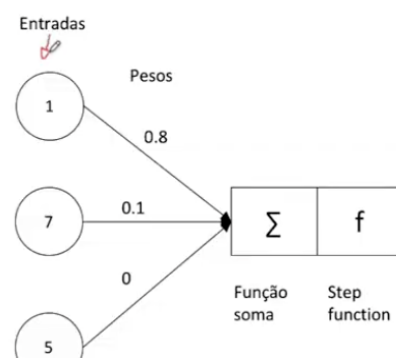 Entradas
Pesos
1
0.8
7
0.1
∑
f
0
Função
soma
Step
function
5